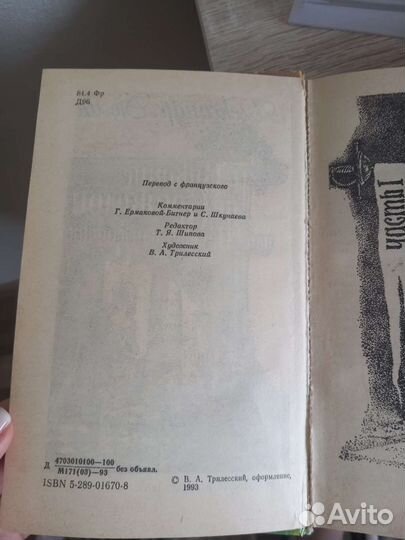 84.4 Фр
Д96
Перевод с французского
Комментарии
Г. Ермаковой-Битнер и С. Шкунаева
Редактор
Т. Я. Шипова
Художник
В. А. Трилесский
Д 4703010100—100
М171(03)—93 без объявл.
ISBN 5-289-01670-8
© В. А. Трилесский, оформление,
1993
Avito